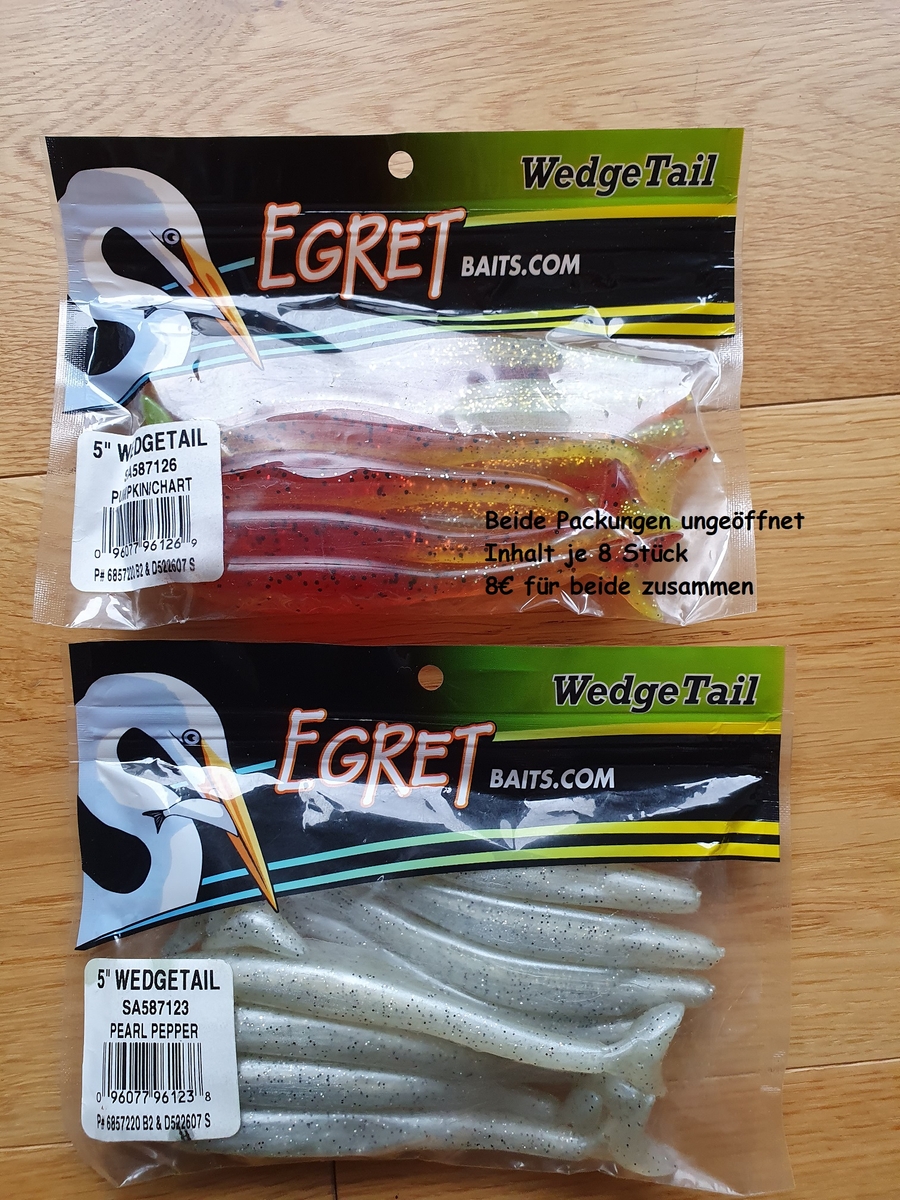 WedgeTail
EGRET BAITS.COM
5" WEDGETAIL
SA587126
PUMPKIN/CHART
0 96077 96126 9
P# 6857220 B2 & D522607 S
Beide Packungen ungeöffnet
Inhalt je 8 Stück
8€ für beide zusammen
WedgeTail
EGRET BAITS.COM
5" WEDGETAIL
SA587123
PEARL PEPPER
0 96077 96123 8
P# 6857220 B2 & D522607 S